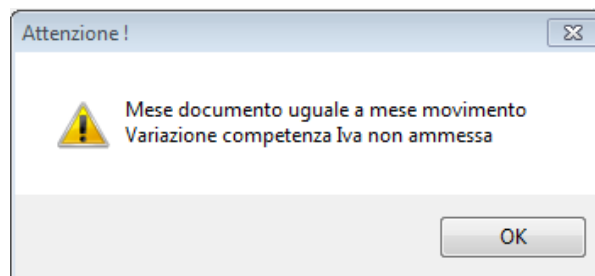 Attenzione !
Mese documento uguale a mese movimento
Variazione competenza Iva non ammessa
OK